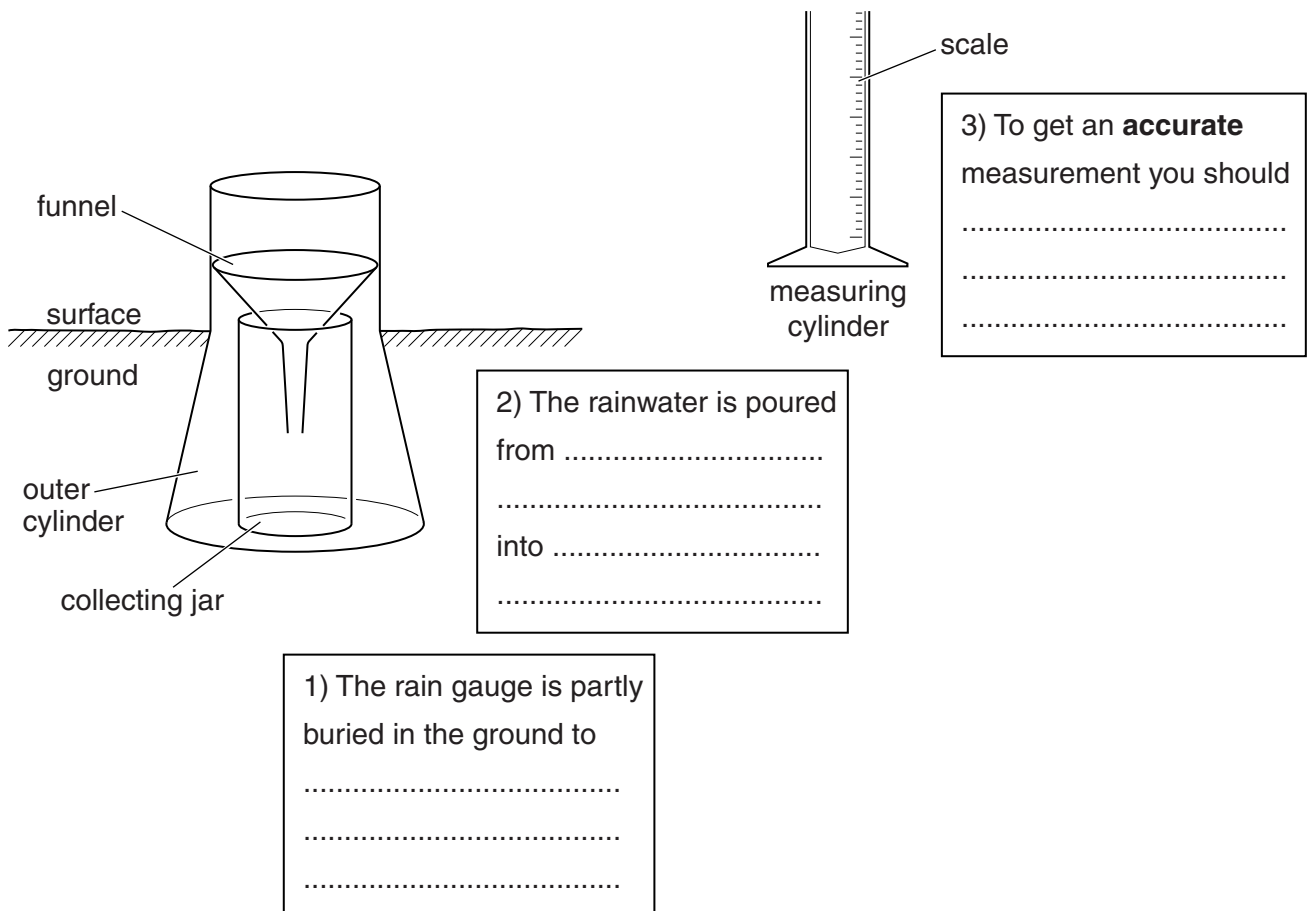 scale
3) To get an accurate
measurement you should
.......................................
.......................................
.......................................
funnel
surface
ground
measuring
cylinder
2) The rainwater is poured
from ...............................
.......................................
into ................................
.......................................
outer
cylinder
collecting jar
1) The rain gauge is partly
buried in the ground to
.......................................
.......................................
.......................................